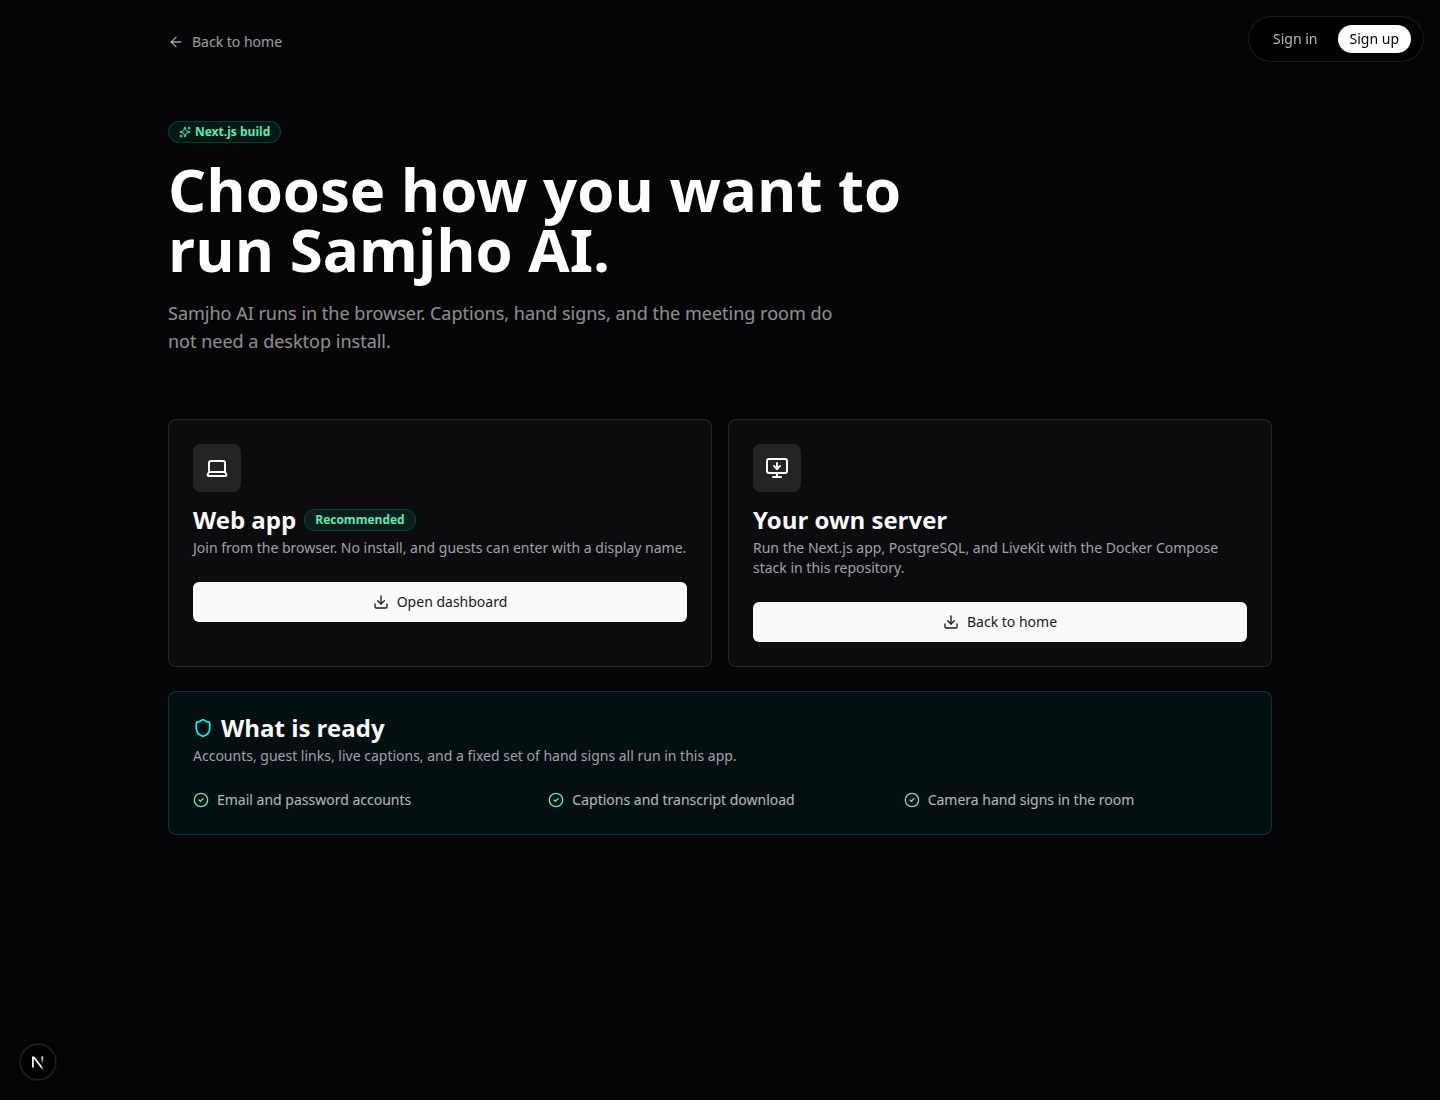 Back to home
Sign in
Sign up
Next.js build
Choose how you want to
run Samjho AI.
Samjho AI runs in the browser. Captions, hand signs, and the meeting room do
not need a desktop install.
Web app
Recommended
Join from the browser. No install, and guests can enter with a display name.
Open dashboard
Your own server
Run the Next.js app, PostgreSQL, and LiveKit with the Docker Compose
stack in this repository.
Back to home
What is ready
Accounts, guest links, live captions, and a fixed set of hand signs all run in this app.
Email and password accounts
Captions and transcript download
Camera hand signs in the room
N